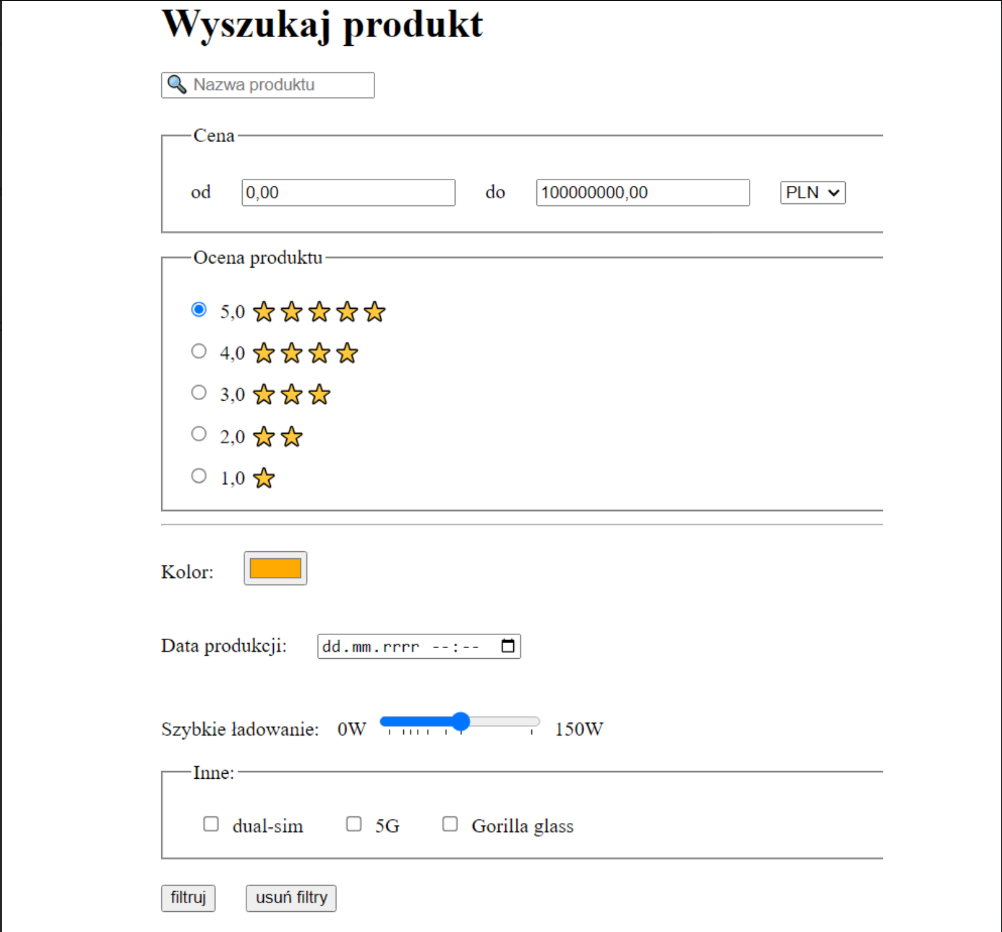 Wyszukaj produkt
Nazwa produktu
Cena
od 0,00 do 100000000,00 PLN
Ocena produktu
5,0
4,0
3,0
2,0
1,0
Kolor:
Data produkcji: dd.mm.rrrr --:--
Szybkie ładowanie: 0W 150W
Inne:
dual-sim 5G Gorilla glass
filtruj usuń filtry